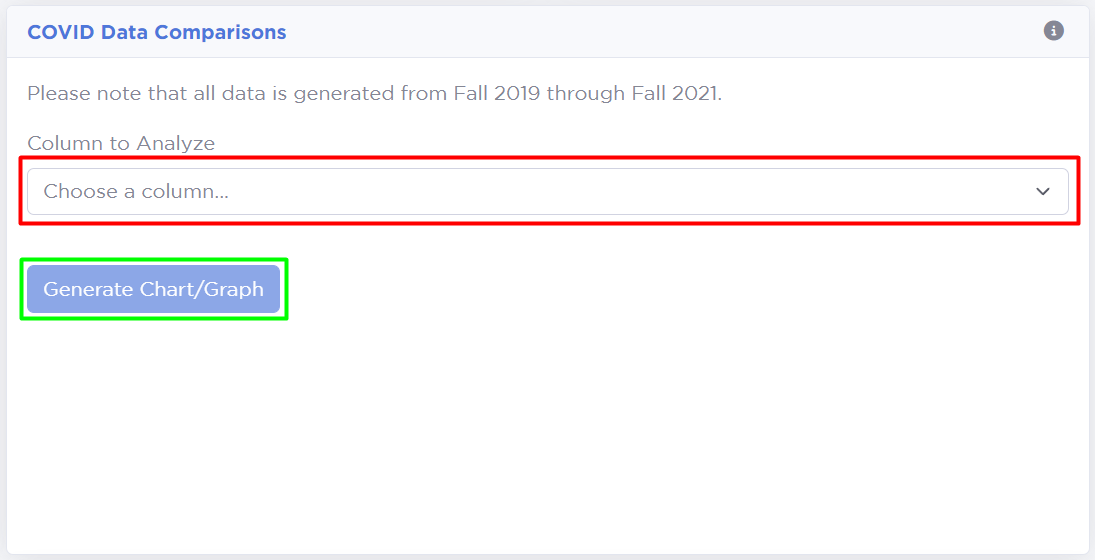 COVID Data Comparisons
Please note that all data is generated from Fall 2019 through Fall 2021.
Column to Analyze
Choose a column...
Generate Chart/Graph